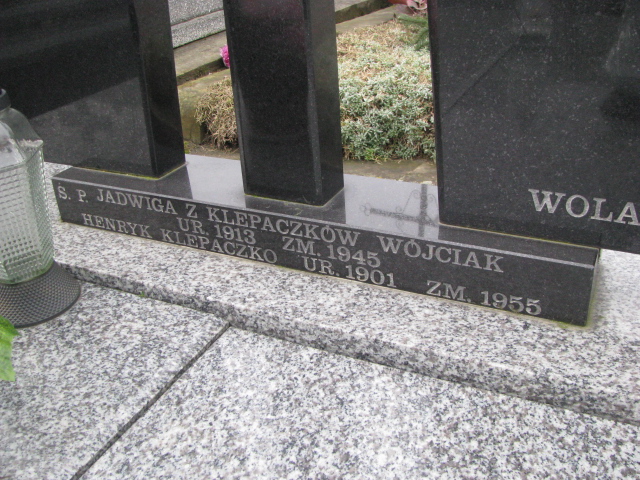 Ś. P. JADWIGA Z KLEPACZKÓW WÓJCIAK
UR. 1913 ZM. 1945
HENRYK KLEPACZKO UR. 1901 ZM. 1955
WOLA